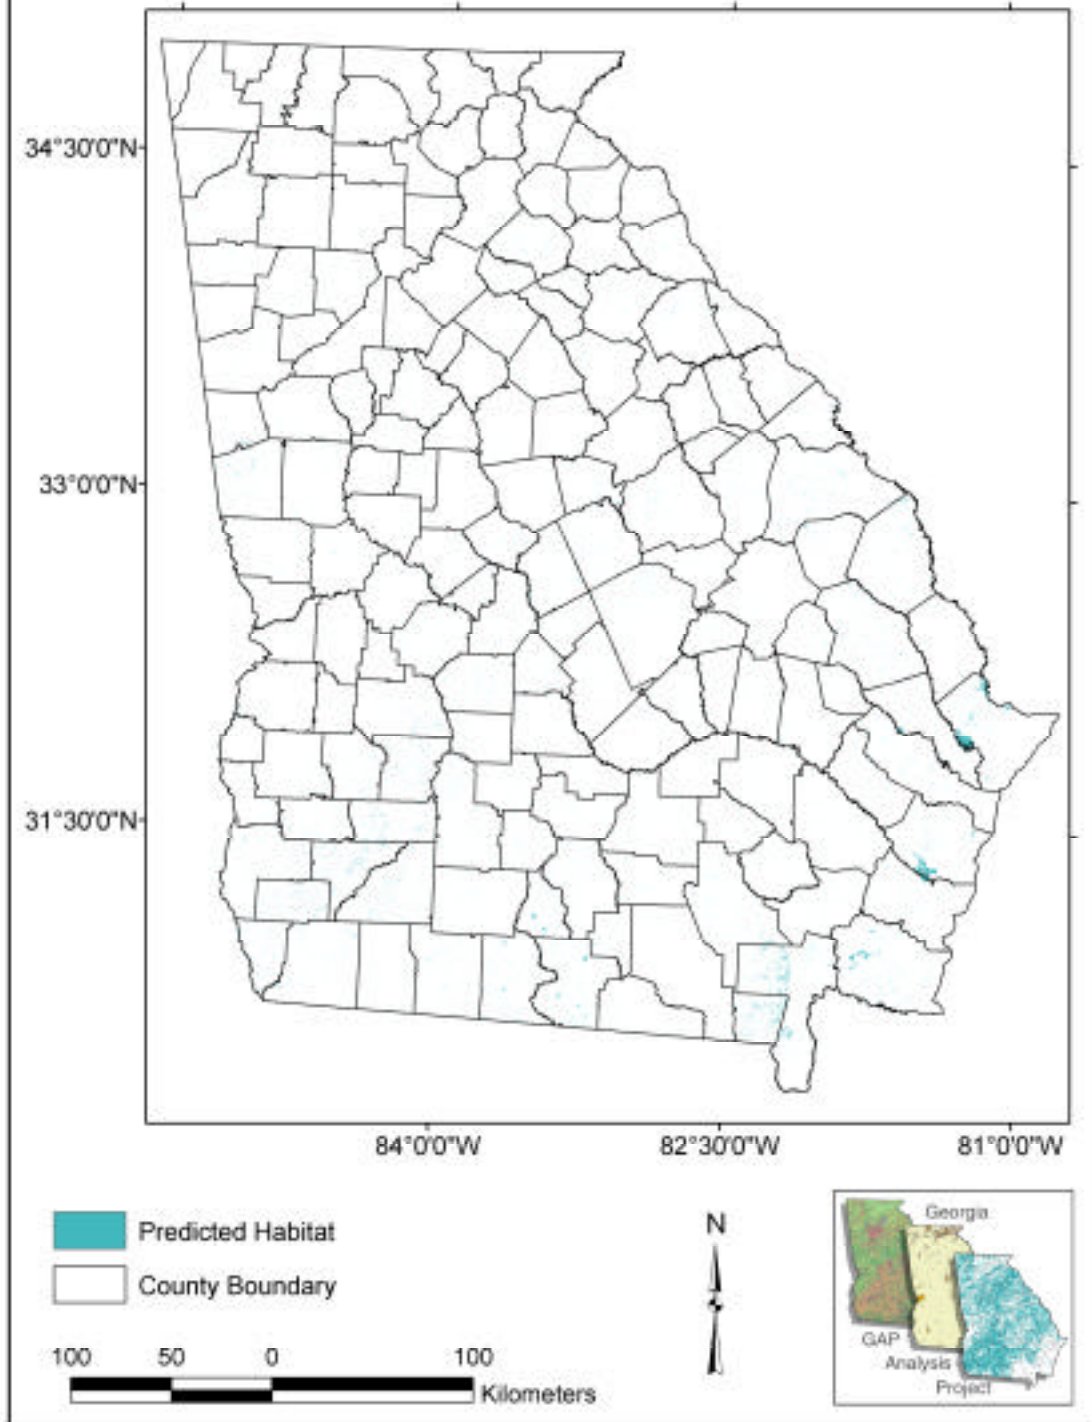 34°30'0"N
33°0'0"N
31°30'0"N
84°0'0"W 82°30'0"W 81°0'0"W
Predicted Habitat
County Boundary
N
100 50 0 100
Kilometers
Georgia
GAP
Analysis
Project